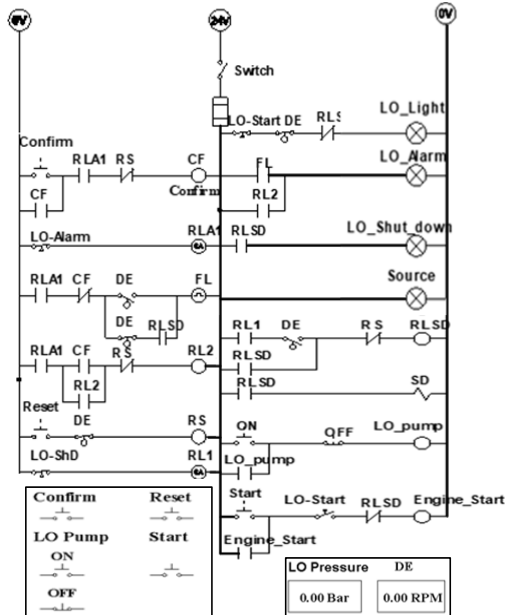 0V 24V 0V
Switch
LO-Start DE RLS LO_Light
Confirm
RLA1 RS CF FL LO_Alarm
Confirm
CF RL2
LO-Alarm RLA1 RLSD LO_Shut_down
6A
RLA1 CF DE FL Source
DE RLSD RL1 DE RS RLSD
RLA1 CF RS RL2 RLSD
RL2 RLSD SD
Reset DE RS ON OFF LO_pump
LO-ShD RL1 LO_pump
6A
Start LO-Start RLSD Engine_Start
Engine_Start
Confirm Reset
LO Pump Start
ON
OFF
LO Pressure DE
0.00 Bar 0.00 RPM